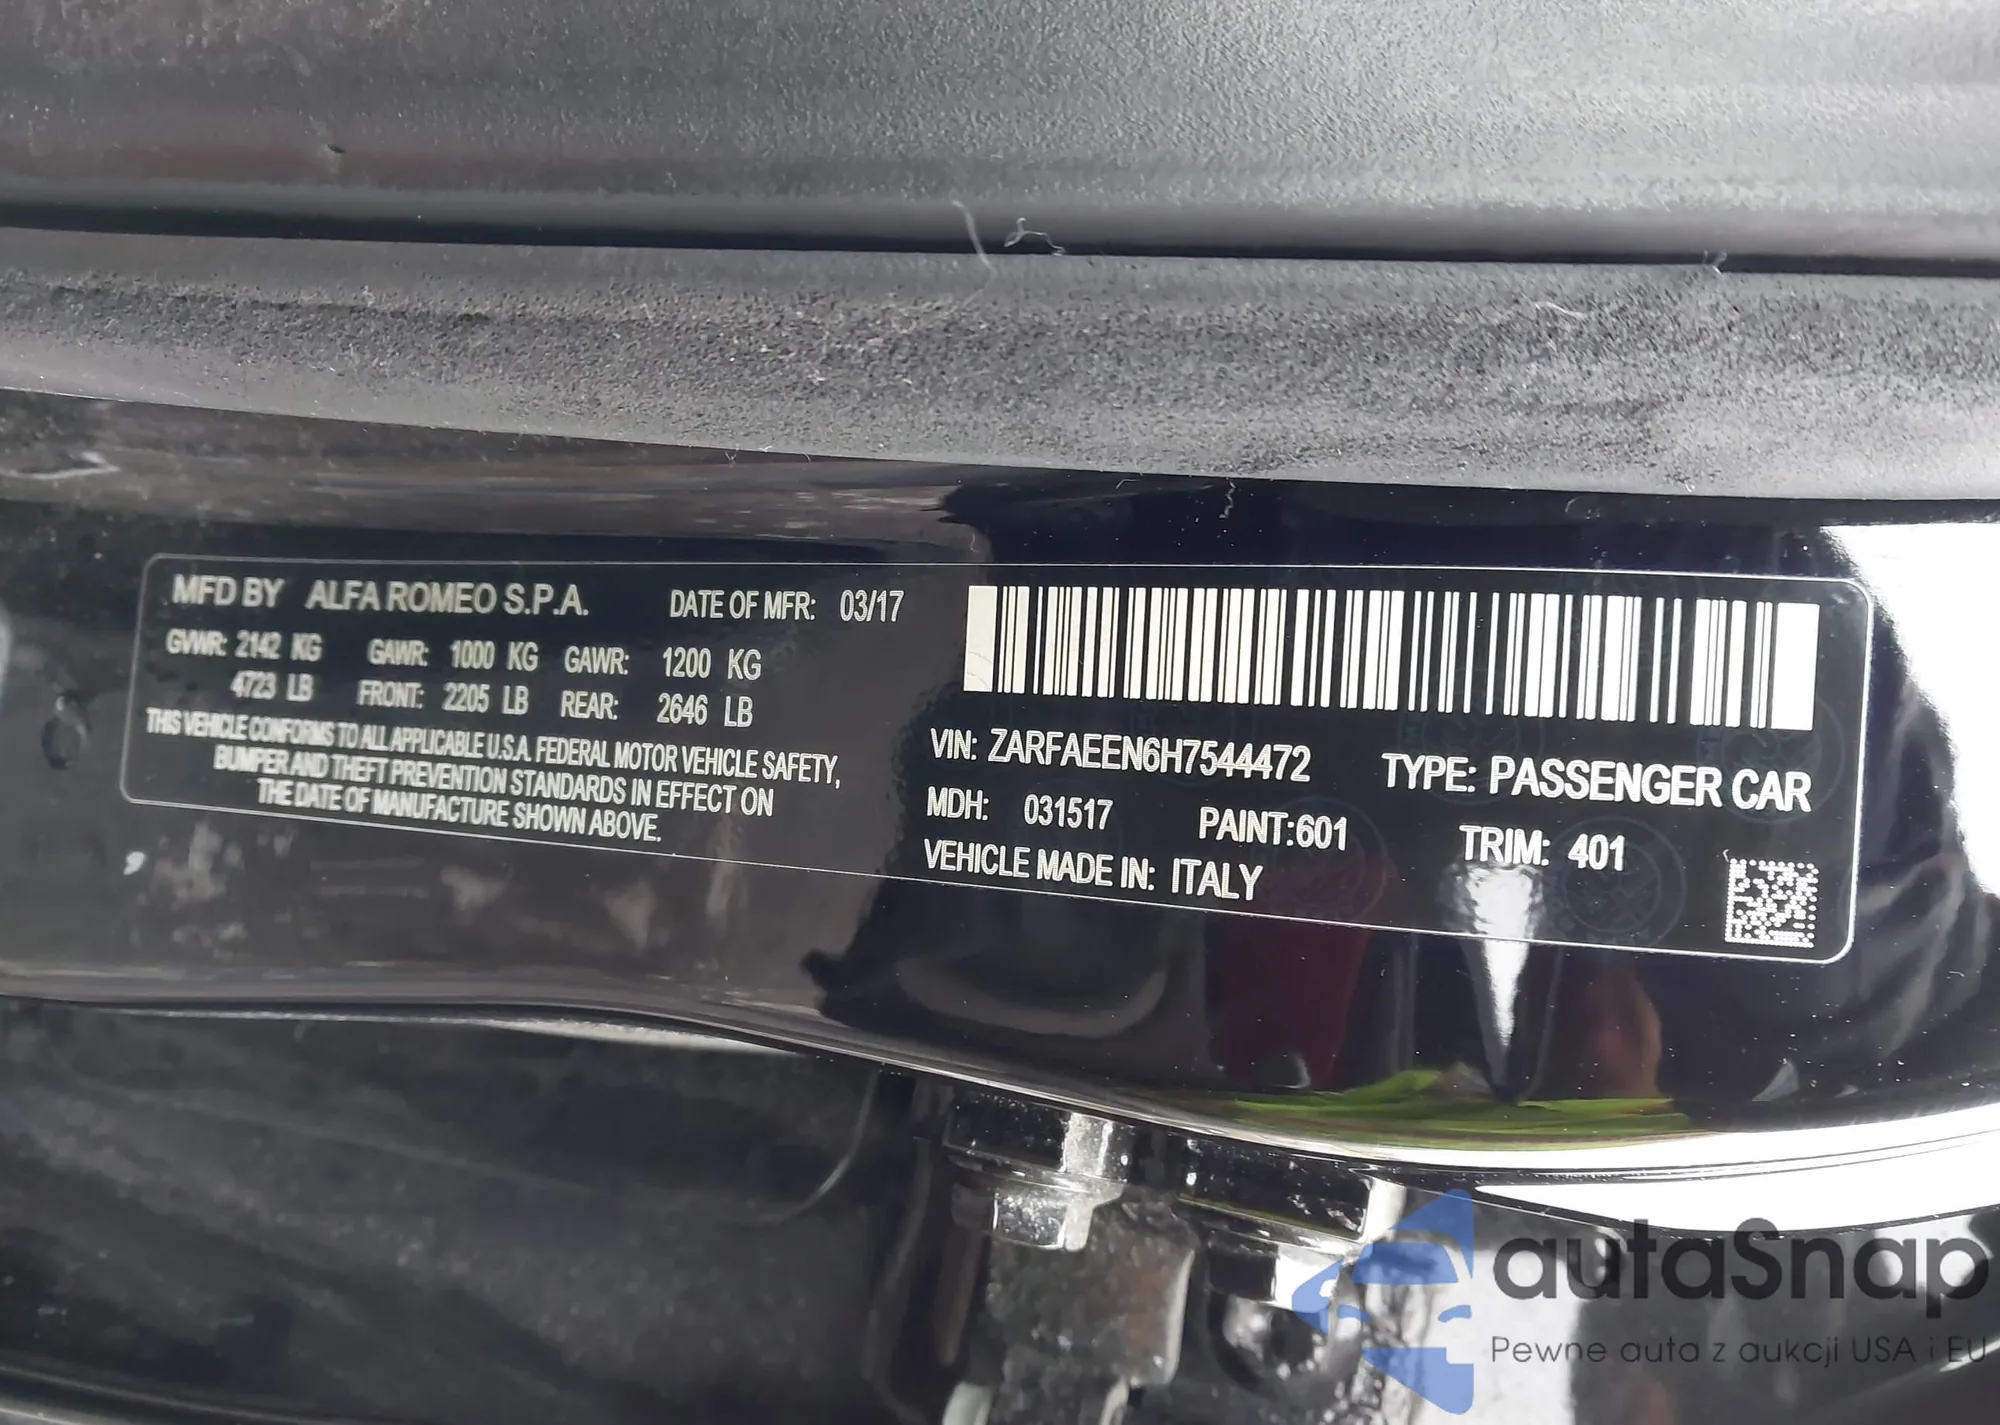 MFD BY ALFA ROMEO S.P.A. DATE OF MFR: 03/17
GVWR: 2142 KG GAWR: 1000 KG GAWR: 1200 KG
4723 LB FRONT: 2205 LB REAR: 2646 LB
THIS VEHICLE CONFORMS TO ALL APPLICABLE U.S.A. FEDERAL MOTOR VEHICLE SAFETY,
BUMPER AND THEFT PREVENTION STANDARDS IN EFFECT ON
THE DATE OF MANUFACTURE SHOWN ABOVE.
VIN: ZARFAEEN6H7544472 TYPE: PASSENGER CAR
MDH: 031517 PAINT:601 TRIM: 401
VEHICLE MADE IN: ITALY
autaSnap
Pewne auta z aukcji USA i EU